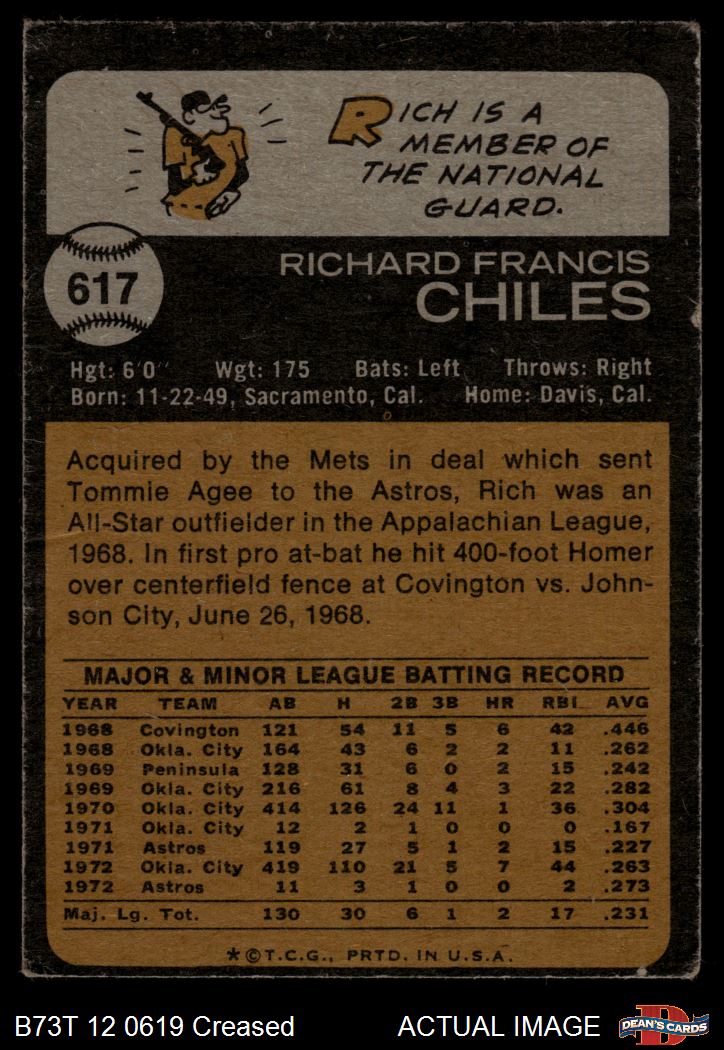 RICH IS A
MEMBER OF
THE NATIONAL
GUARD.
617
RICHARD FRANCIS
CHILES
Hgt: 6'0" Wgt: 175 Bats: Left Throws: Right
Born: 11-22-49, Sacramento, Cal. Home: Davis, Cal.
Acquired by the Mets in deal which sent
Tommie Agee to the Astros, Rich was an
All-Star outfielder in the Appalachian League,
1968. In first pro at-bat he hit 400-foot Homer
over centerfield fence at Covington vs. John-
son City, June 26, 1968.
MAJOR & MINOR LEAGUE BATTING RECORD
YEAR TEAM AB H 2B 3B HR RBI AVG
1968 Covington 121 54 11 5 6 42 .446
1968 Okla. City 164 43 6 2 2 11 .262
1969 Peninsula 128 31 6 0 2 15 .242
1969 Okla. City 216 61 8 4 3 22 .282
1970 Okla. City 414 126 24 11 1 36 .304
1971 Okla. City 12 2 1 0 0 0 .167
1971 Astros 119 27 5 1 2 15 .227
1972 Okla. City 419 110 21 5 7 44 .263
1972 Astros 11 3 1 0 0 2 .273
Maj. Lg. Tot. 130 30 6 1 2 17 .231
*©T.C.G., PRTD. IN U.S.A.
B73T 12 0619 Creased ACTUAL IMAGE DEAN'S CARDS